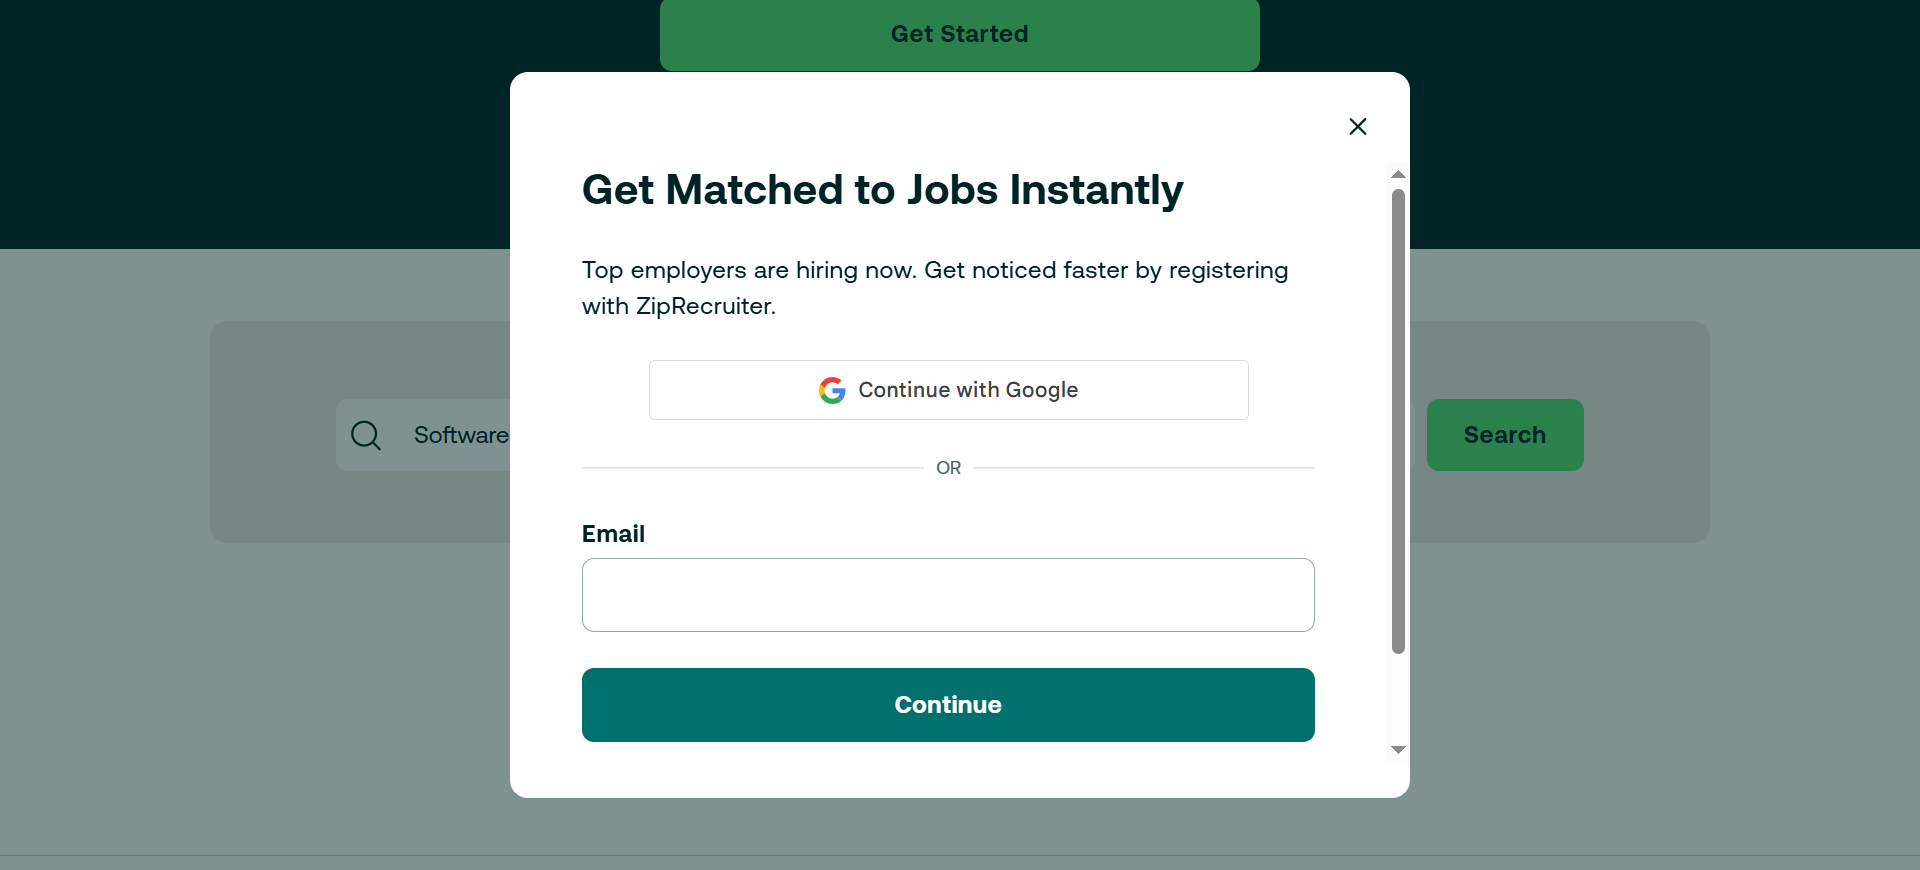 Get Started
Get Matched to Jobs Instantly
Top employers are hiring now. Get noticed faster by registering
with ZipRecruiter.
Continue with Google
Software
Search
OR
Email
Continue